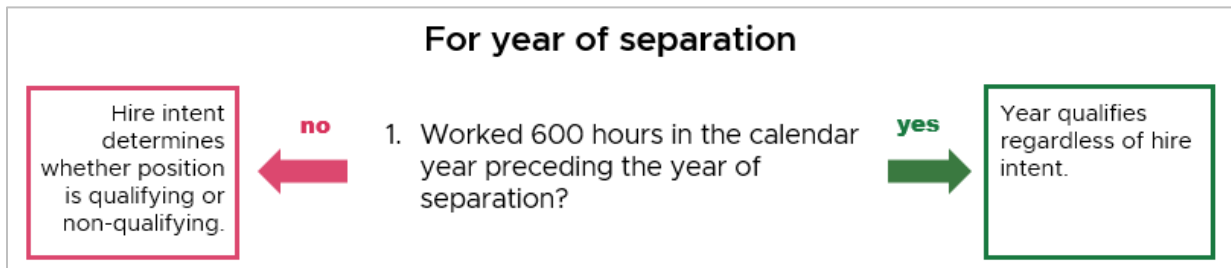 For year of separation
Hire intent
determines
whether position
is qualifying or
non-qualifying.
no
1. Worked 600 hours in the calendar
year preceding the year of
separation?
yes
Year qualifies
regardless of hire
intent.